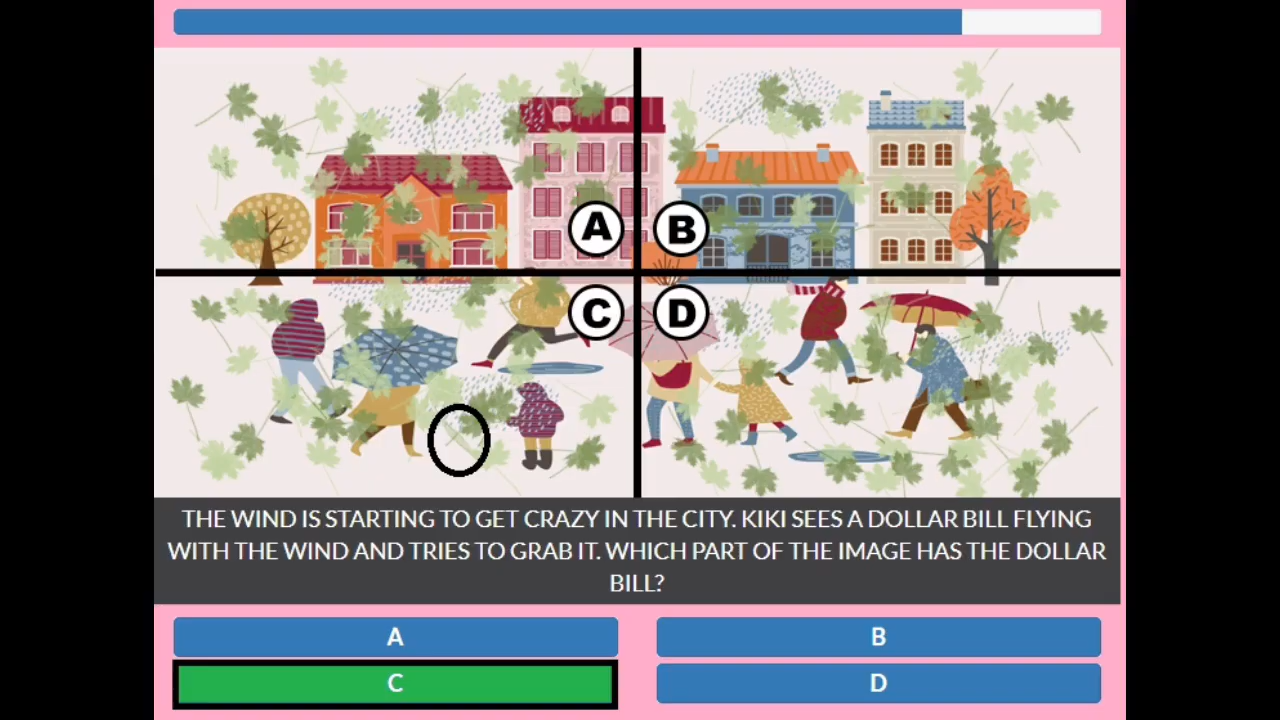 A
B
C
D
THE WIND IS STARTING TO GET CRAZY IN THE CITY. KIKI SEES A DOLLAR BILL FLYING
WITH THE WIND AND TRIES TO GRAB IT. WHICH PART OF THE IMAGE HAS THE DOLLAR
BILL?
A
B
C
D